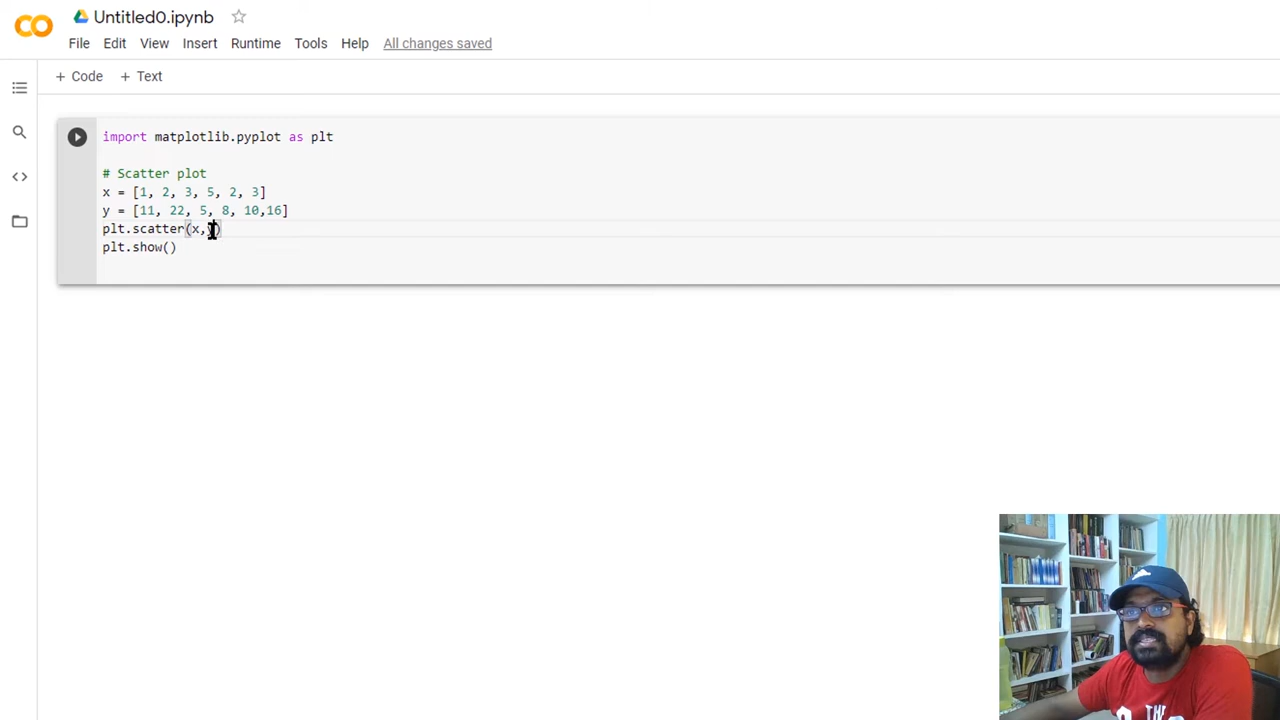 Untitled0.ipynb
File Edit View Insert Runtime Tools Help All changes saved
+ Code + Text
import matplotlib.pyplot as plt
# Scatter plot
x = [1, 2, 3, 5, 2, 3]
y = [11, 22, 5, 8, 10,16]
plt.scatter(x,y)
plt.show()
THE